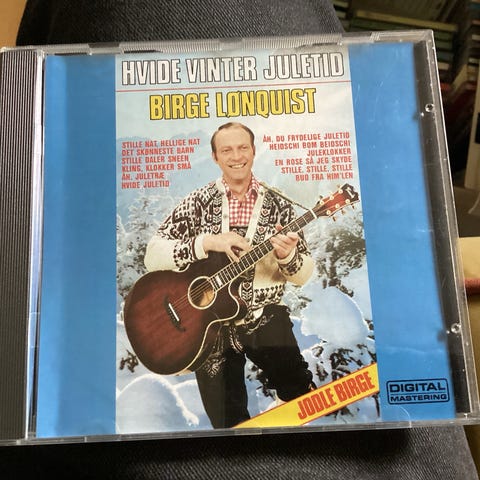 HVIDE VINTER JULETID
BIRGE LØNQUIST
STILLE NAT, HELLIGE NAT
DET SKØNNESTE BARN
STILLE DALER SNEEN
KLING, KLOKKER SMÅ
ÅH, JULETRÆ
HVIDE JULETID
ÅH, DU FRYDELIGE JULETID
HEIDSCHI BOM BEIDSCHI
JULEKLOKKER
EN ROSE SÅ JEG SKYDE
STILLE, STILLE, STILLE
BUD FRA HIM'LEN
JODLE BIRGE
DIGITAL
MASTERING